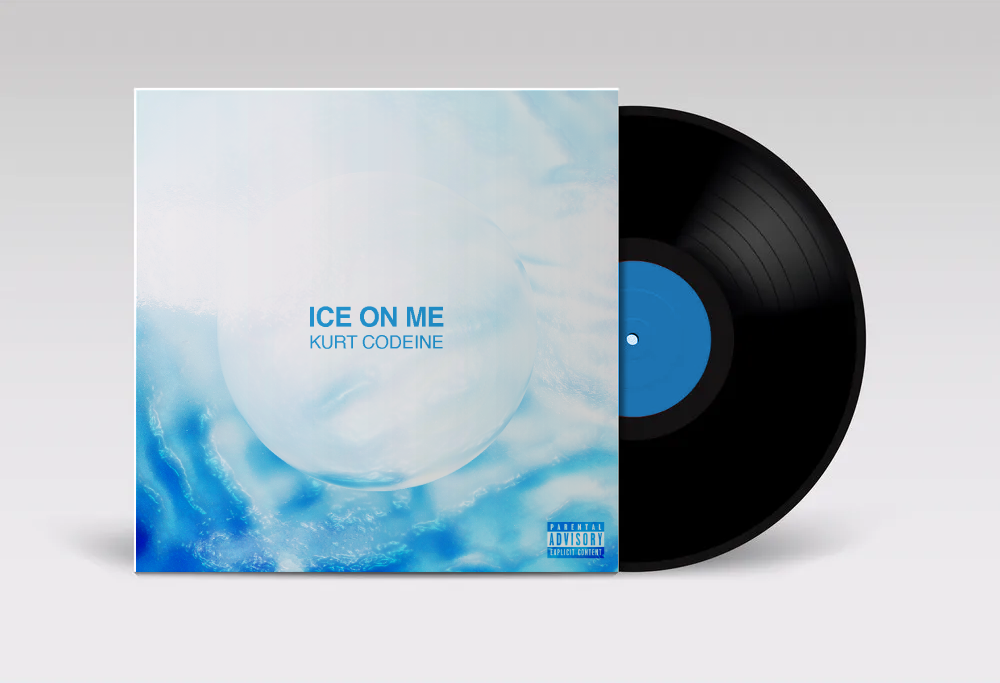 ICE ON ME
KURT CODEINE
PARENTAL
ADVISORY
EXPLICIT CONTENT